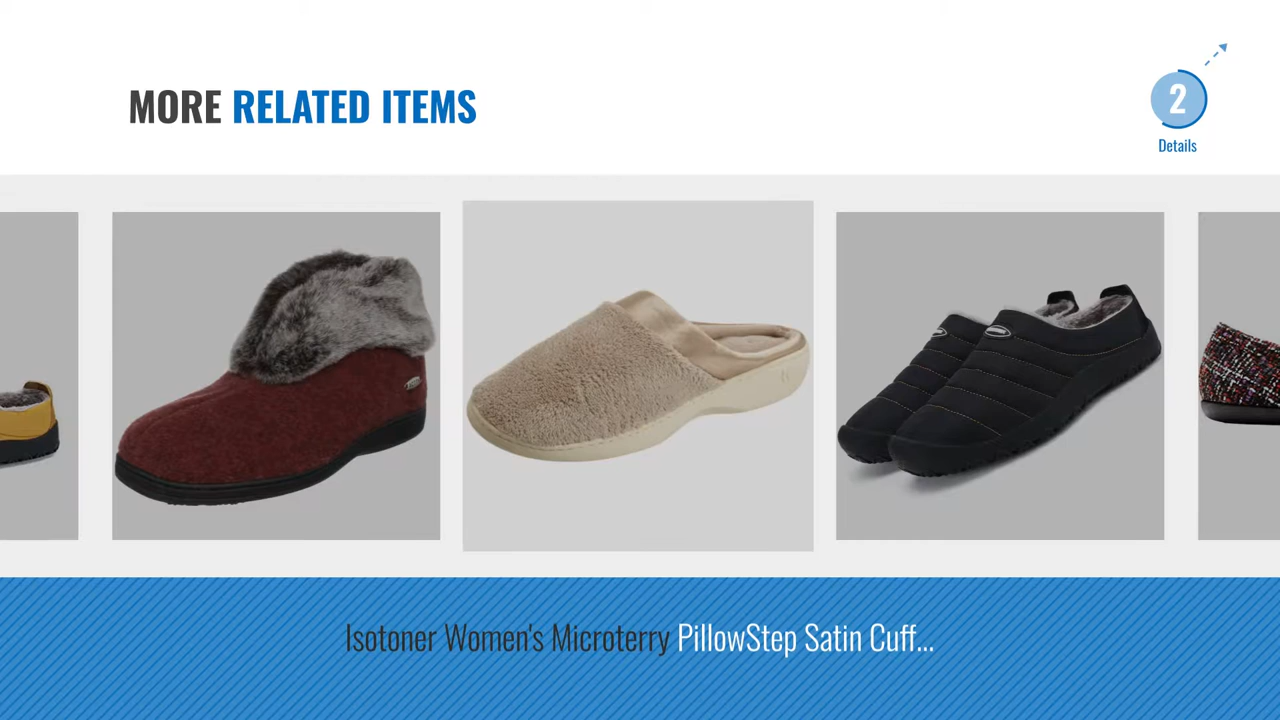 MORE RELATED ITEMS
2
Details
Isotoner Women's Microterry PillowStep Satin Cuff...